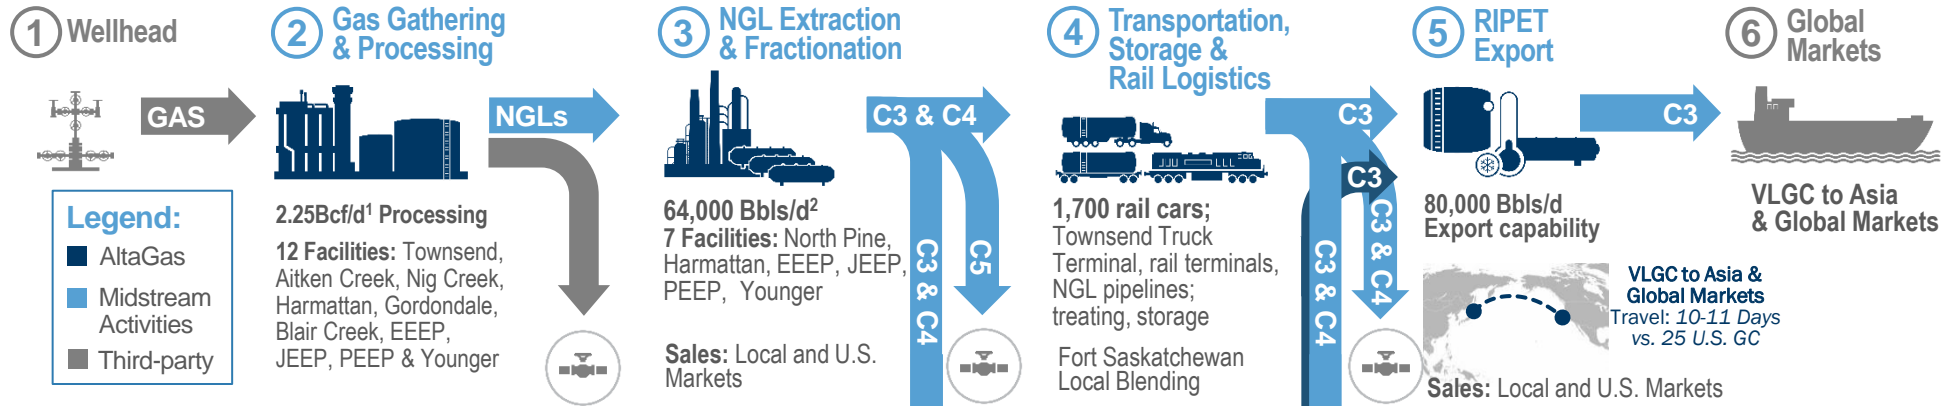 1 Wellhead
GAS
Legend:
AltaGas
Midstream
Activities
Third-party
2 Gas Gathering
& Processing
NGLs
2.25Bcf/d1 Processing
12 Facilities: Townsend,
Aitken Creek, Nig Creek,
Harmattan, Gordondale,
Blair Creek, EEEP,
JEEP, PEEP & Younger
3 NGL Extraction
& Fractionation
C3 & C4
C3 & C4
C5
64,000 Bbls/d2
7 Facilities: North Pine,
Harmattan, EEEP, JEEP,
PEEP, Younger
Sales: Local and U.S.
Markets
4 Transportation,
Storage &
Rail Logistics
C3
C3
C3 & C4
C3 & C4
1,700 rail cars;
Townsend Truck
Terminal, rail terminals,
NGL pipelines;
treating, storage
Fort Saskatchewan
Local Blending
5 RIPET
Export
C3
80,000 Bbls/d
Export capability
VLGC to Asia &
Global Markets
Travel: 10-11 Days
vs. 25 U.S. GC
Sales: Local and U.S. Markets
6 Global
Markets
VLGC to Asia
& Global Markets